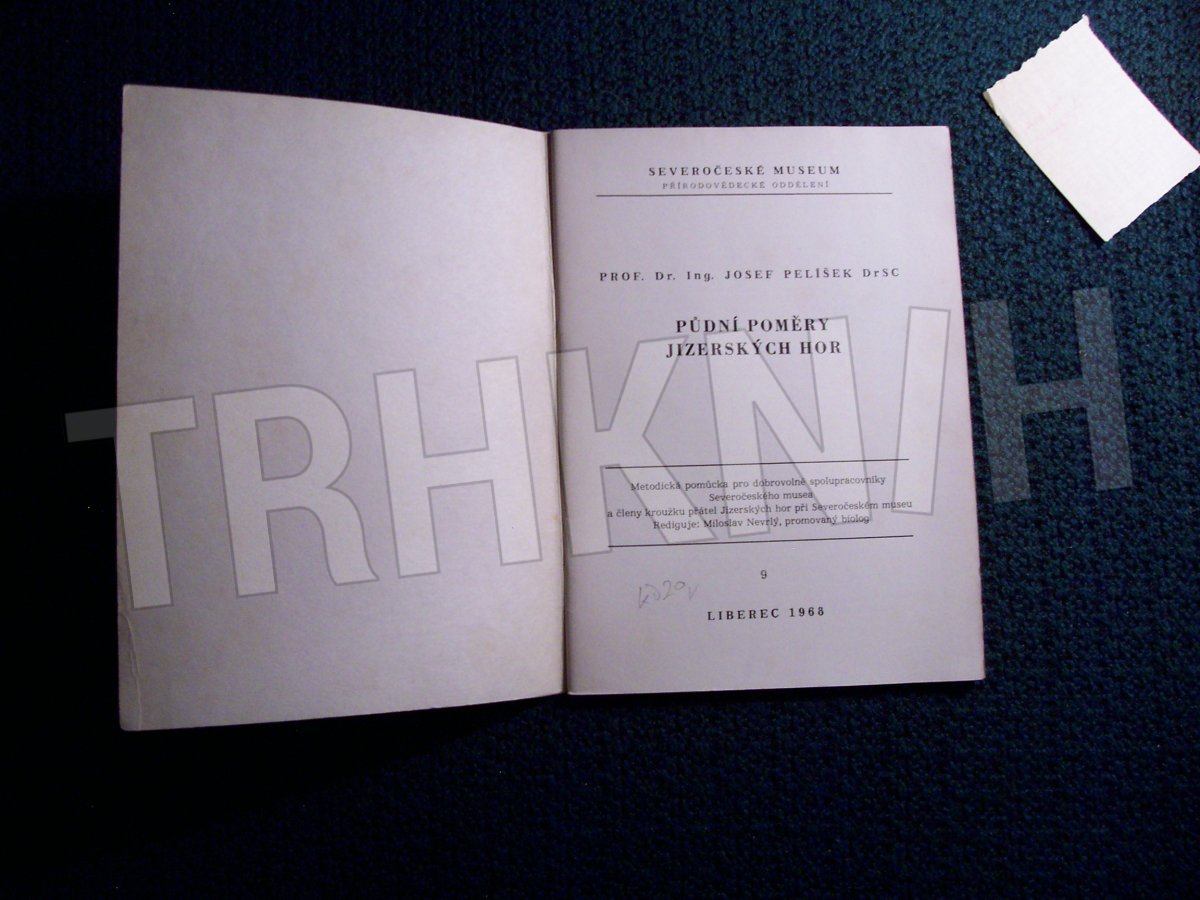 SEVEROČESKÉ MUSEUM
PŘÍRODOVĚDECKÉ ODDĚLENÍ
PROF. Dr. Ing. JOSEF PELÍŠEK DrSC
PŮDNÍ POMĚRY
JIZERSKÝCH HOR
TRHKNIH
Metodická pomůcka pro dobrovolné spolupracovníky
Severočeského musea
a členy kroužku přátel Jizerských hor při Severočeském museu
Rediguje: Miloslav Nevrlý, promovaný biolog
9
LIBEREC 1968